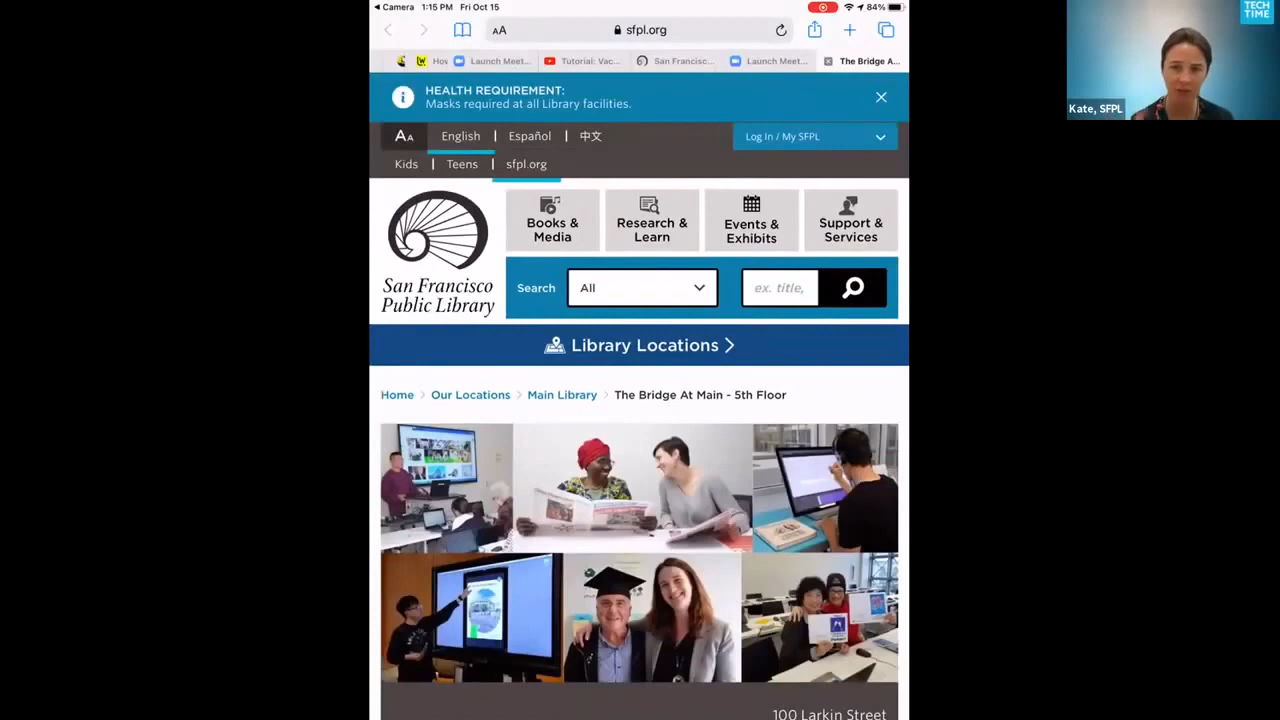 Camera 1:15 PM Fri Oct 15 84%
AA sfpl.org
Hov Launch Meet... Tutorial: Vac... San Francisc... Launch Meet... The Bridge A...
HEALTH REQUIREMENT:
Masks required at all Library facilities.
AA English | Español | 中文 Log In / My SFPL
Kids | Teens | sfpl.org
San Francisco
Public Library
Books &
Media
Research &
Learn
Events &
Exhibits
Support &
Services
Search All ex. title,
Library Locations
Home > Our Locations > Main Library > The Bridge At Main - 5th Floor
100 Larkin Street
TECH
TIME
Kate, SFPL